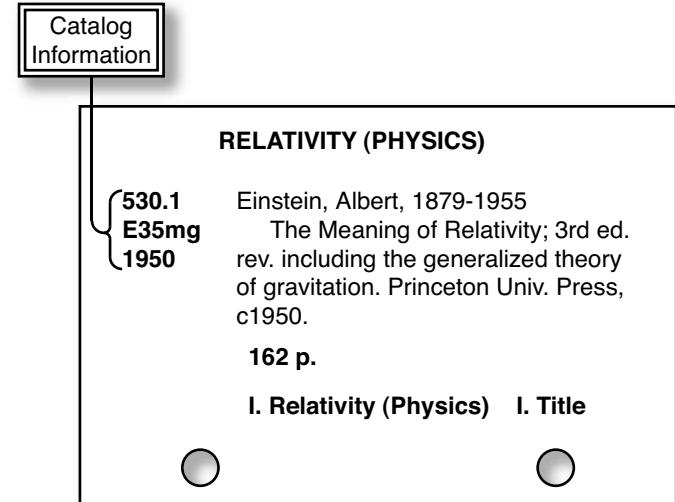 Catalog
Information
RELATIVITY (PHYSICS)
530.1
E35mg
1950
Einstein, Albert, 1879-1955
The Meaning of Relativity; 3rd ed.
rev. including the generalized theory
of gravitation. Princeton Univ. Press,
c1950.
162 p.
I. Relativity (Physics) I. Title